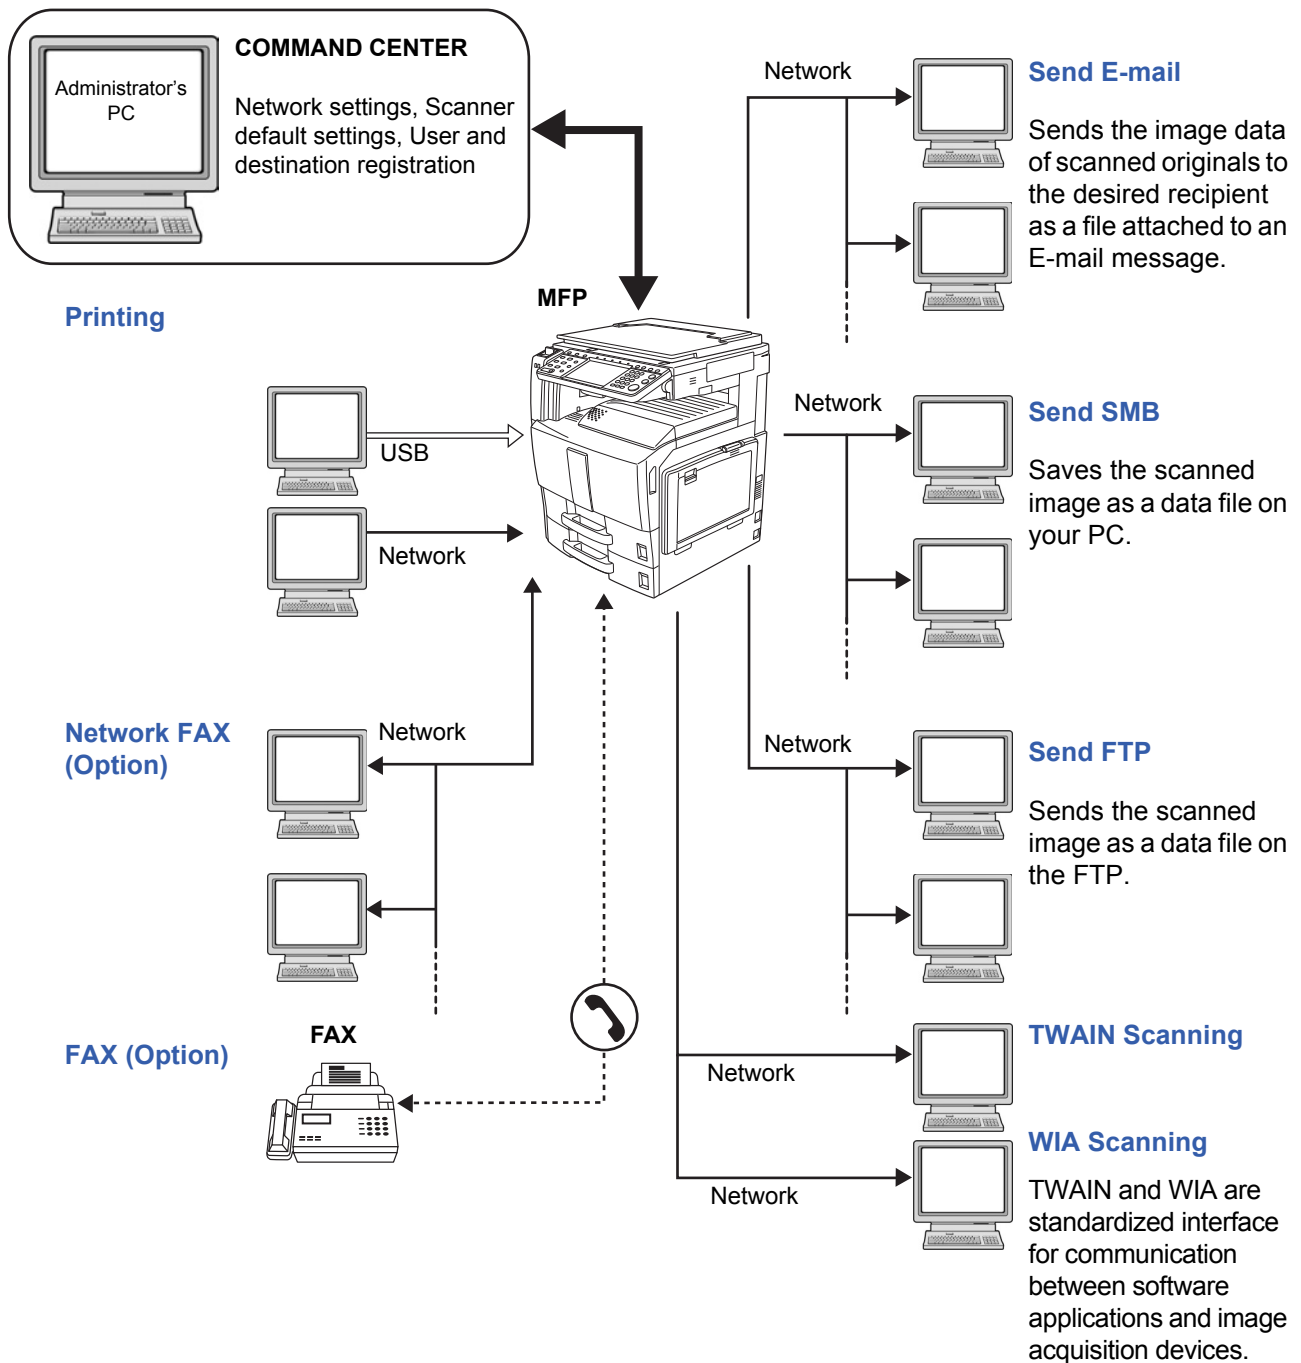 COMMAND CENTER
Administrator's
PC
Network settings, Scanner
default settings, User and
destination registration
Network
Send E-mail
Sends the image data
of scanned originals to
the desired recipient
as a file attached to an
E-mail message.
MFP
Printing
USB
Network
Network
Send SMB
Saves the scanned
image as a data file on
your PC.
Network FAX
(Option)
Network
Network
Send FTP
Sends the scanned
image as a data file on
the FTP.
FAX (Option)
FAX
Network
TWAIN Scanning
Network
WIA Scanning
TWAIN and WIA are
standardized interface
for communication
between software
applications and image
acquisition devices.